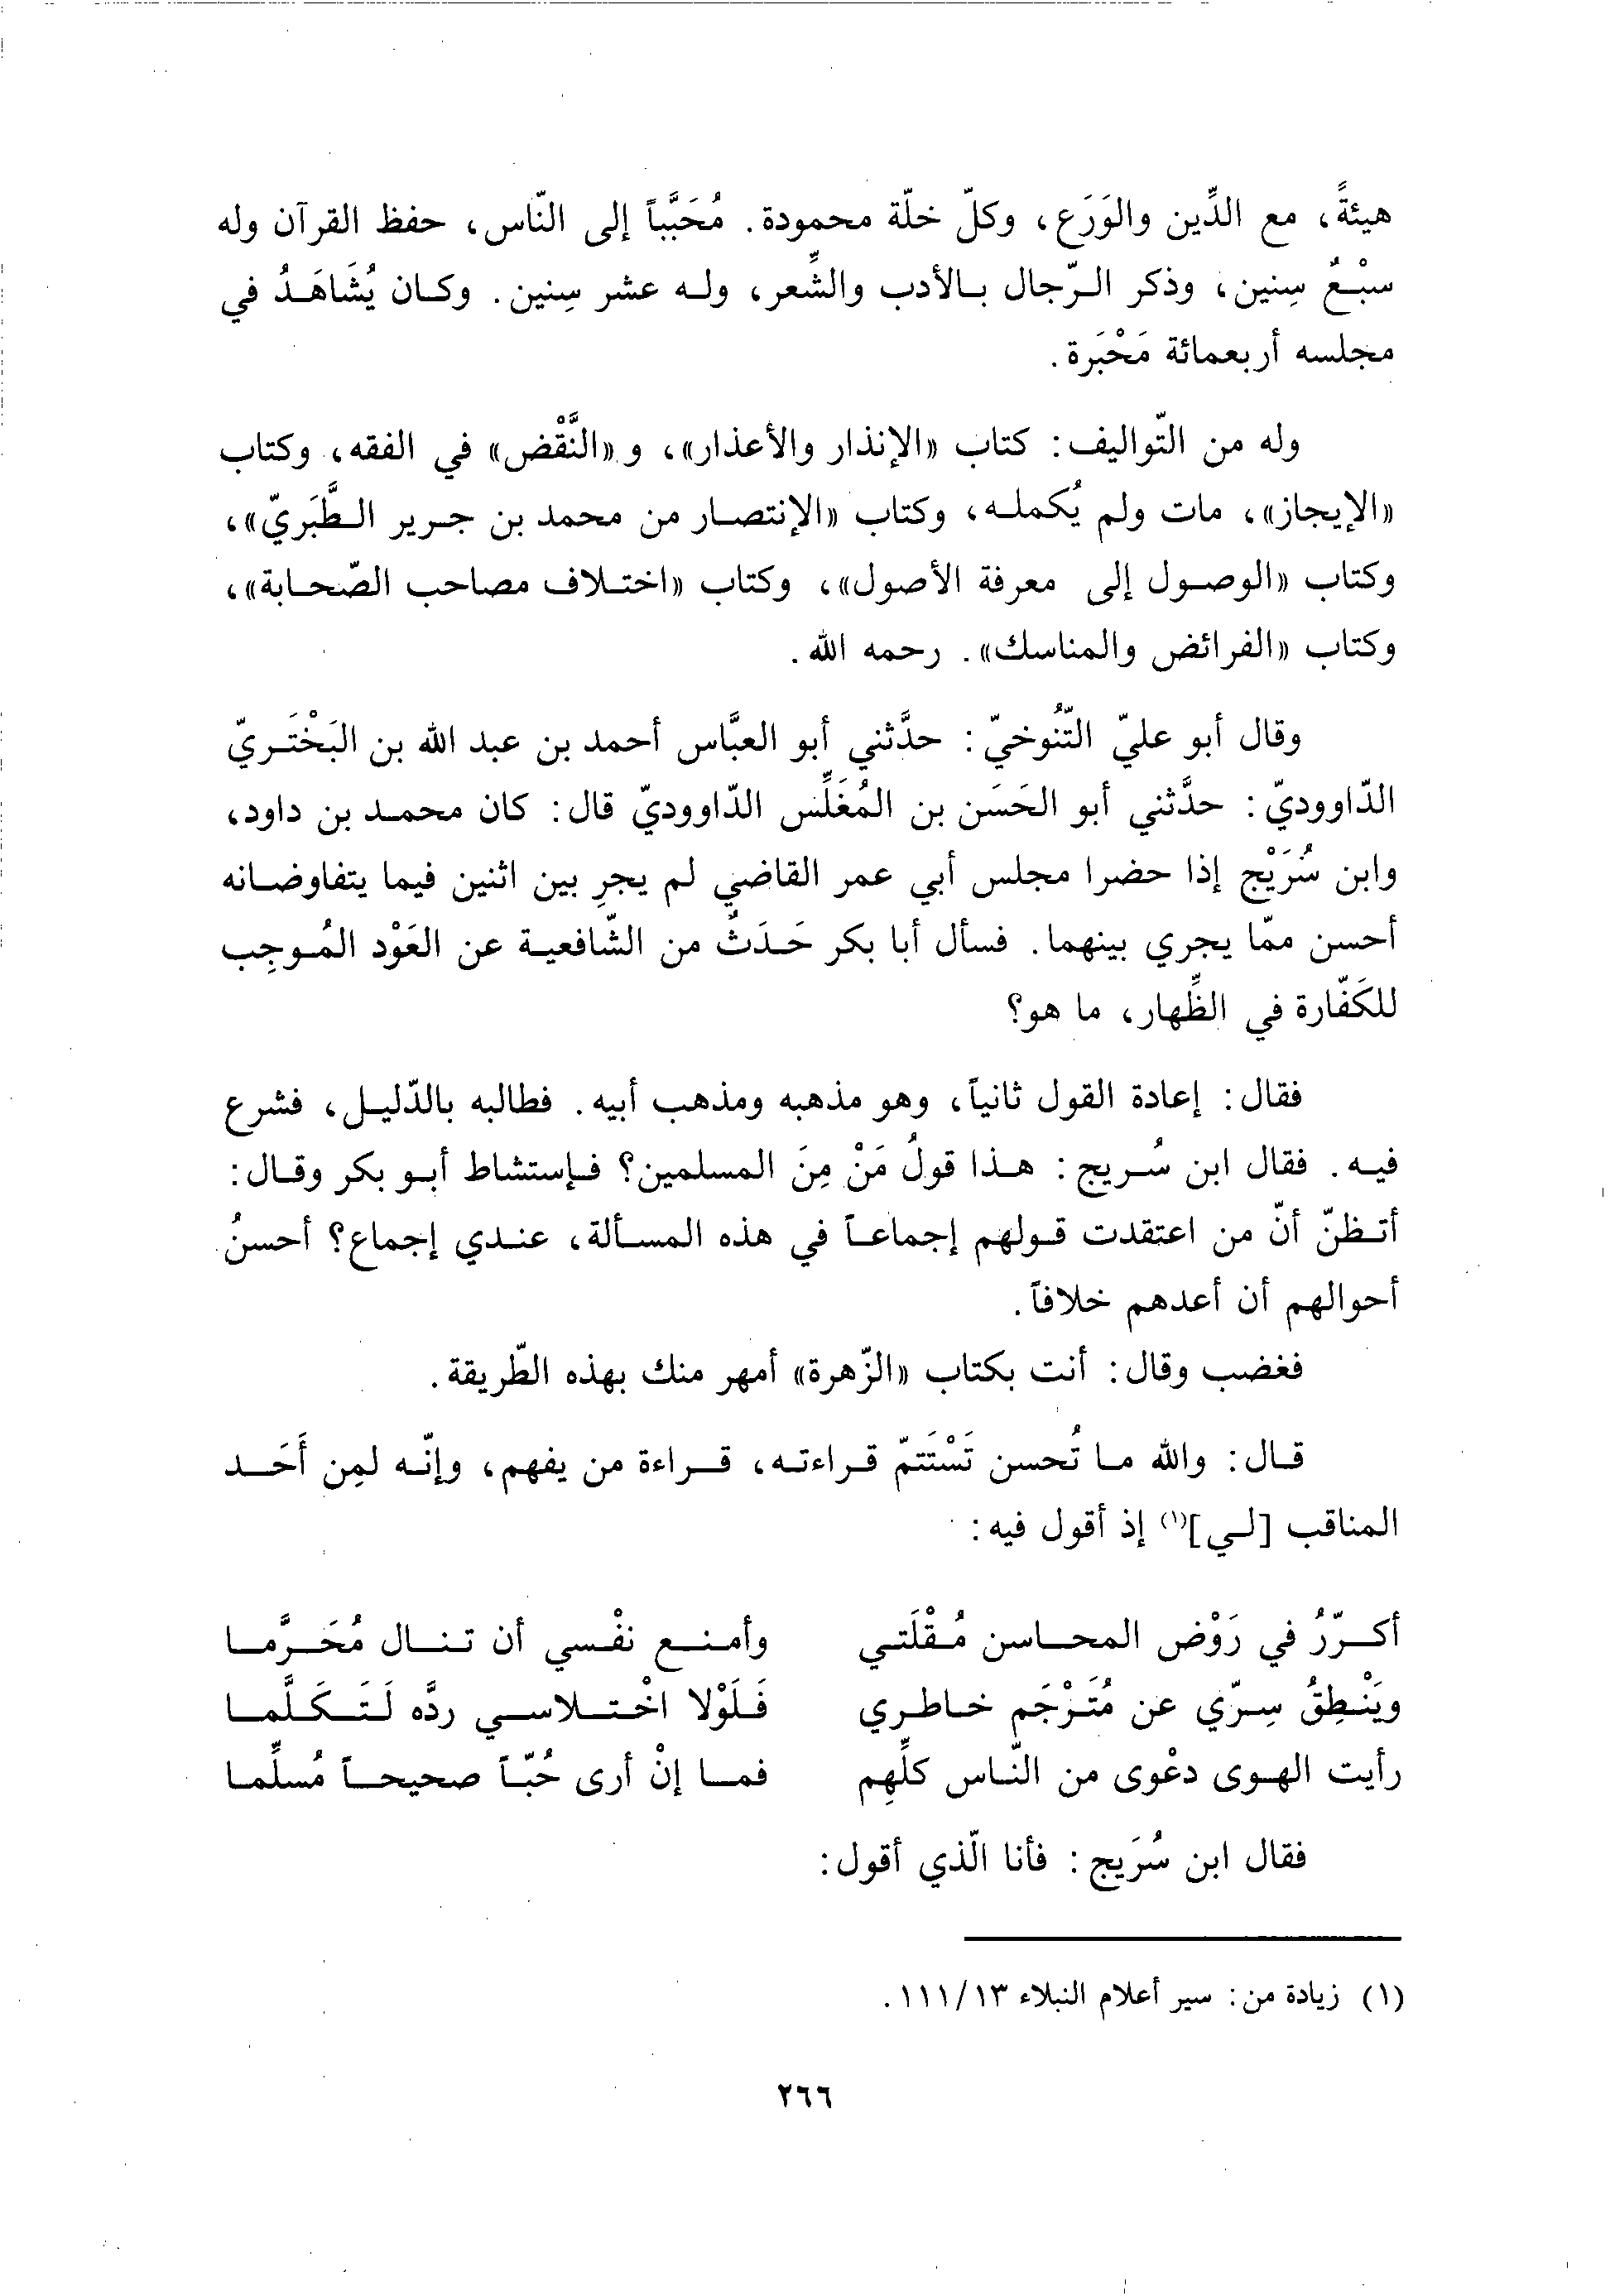 هيئةً، مع الدِّين والوَرَع، وكلّ خلّة محمودة. مُحَبَّباً إلى النّاس، حفظ القرآن وله
سبْعُ سِنين، وذكر الرّجال بالأدب والشِّعر، وله عشر سِنين. وكان يُشَاهَدُ في
مجلسه أربعمائة مَحْبَرة.
وله من التّواليف: كتاب «الإنذار والأعذار»، و«النَّقْض» في الفقه، وكتاب
«الإيجاز»، مات ولم يُكمله، وكتاب «الإنتصار من محمد بن جرير الطَّبَريّ»،
وكتاب «الوصول إلى معرفة الأصول»، وكتاب «اختلاف مصاحب الصّحابة»،
وكتاب «الفرائض والمناسك». رحمه الله.
وقال أبو عليّ التَّنُوخيّ: حدَّثني أبو العبَّاس أحمد بن عبد الله بن البَخْتَريّ
الدّاووديّ: حدَّثني أبو الحَسَن بن المُغَلِّس الدّاووديّ قال: كان محمد بن داود،
وابن سُرَيْج إذا حضرا مجلس أبي عمر القاضي لم يجرِ بين اثنين فيما يتفاوضانه
أحسن ممّا يجري بينهما. فسأل أبا بكر حَدَثٌ من الشّافعية عن العَوْد المُوجِب
للكَفّارة في الظِّهار، ما هو؟
فقال: إعادة القول ثانياً، وهو مذهبه ومذهب أبيه. فطالبه بالدّليل، فشرع
فيه. فقال ابن سُريج: هذا قولُ مَنْ مِنَ المسلمين؟ فإستشاط أبو بكر وقال:
أتظنّ أنّ من اعتقدت قولهم إجماعاً في هذه المسألة، عندي إجماع؟ أحسنُ
أحوالهم أن أعدهم خلافاً.
فغضب وقال: أنت بكتاب «الزّهرة» أمهر منك بهذه الطّريقة.
قال: والله ما تُحسن تَسْتَتمّ قراءته، قراءة من يفهم، وإنّه لمِن أَحَد
المناقب [لي]⁽١⁾ إذ أقول فيه:
أكرّرُ في رَوْض المحاسن مُقْلَتي وأمنع نفْسي أن تنال مُحَرَّما
ويَنْطِقُ سِرّي عن مُتَرْجَم خاطري فَلَوْلا اخْتلاسي ردَّه لَتَكَلَّما
رأيت الهوى دعْوى من النّاس كلِّهِم فما إنْ أرى حُبّاً صحيحاً مُسلِّما
فقال ابن سُرَيج: فأنا الّذي أقول:
(١) زيادة من: سير أعلام النبلاء ١١١/١٣.
٢٦٦